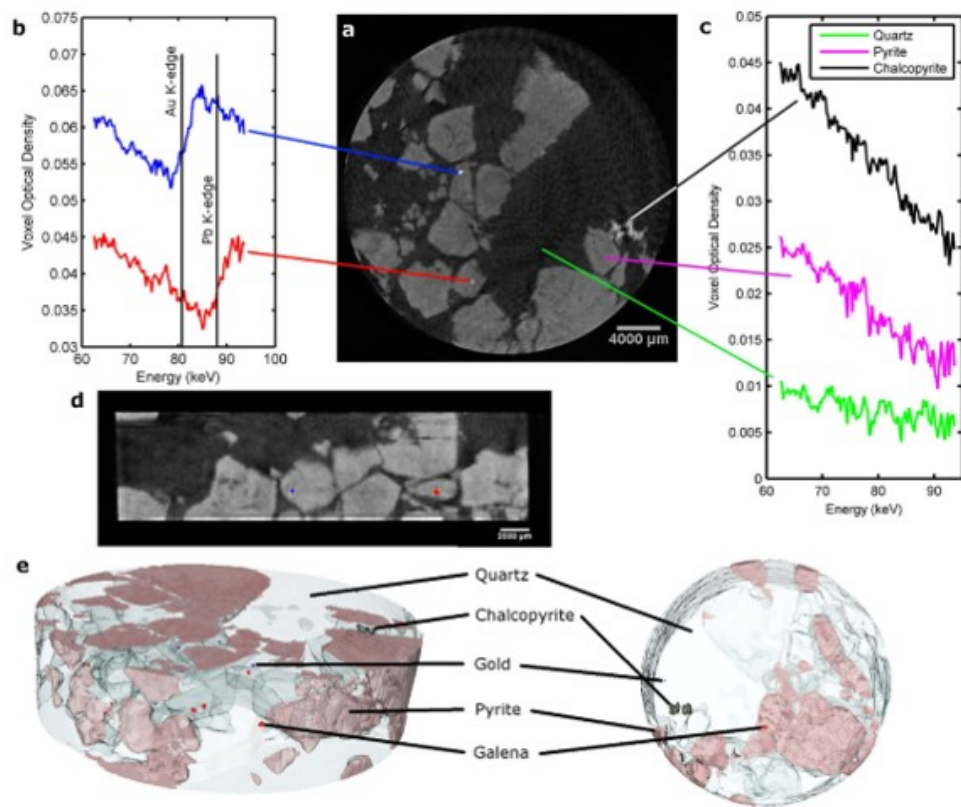 b
0.075
0.07
0.065
0.06
0.055
0.05
0.045
0.04
0.035
0.03
Voxel Optical Density
Au K-edge
Pb K-edge
60
70
80
90
100
Energy (keV)
a
4000 µm
c
0.05
0.045
0.04
0.035
0.03
0.025
0.02
0.015
0.01
0.005
0
Voxel Optical Density
Quartz
Pyrite
Chalcopyrite
60
70
80
90
Energy (keV)
d
e
Quartz
Chalcopyrite
Gold
Pyrite
Galena